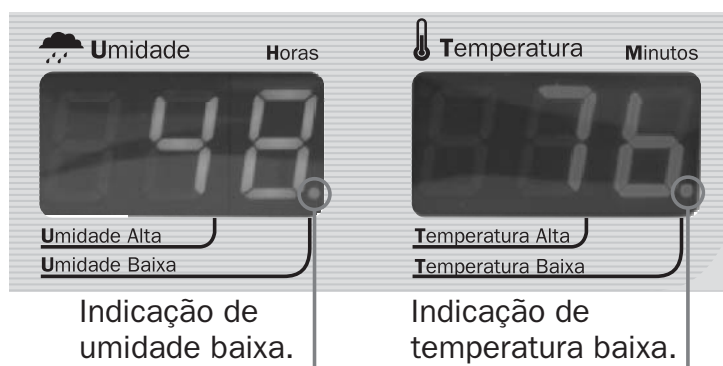 Umidade Horas
Temperatura Minutos
48
76
Umidade Alta
Umidade Baixa
Temperatura Alta
Temperatura Baixa
Indicação de
umidade baixa.
Indicação de
temperatura baixa.